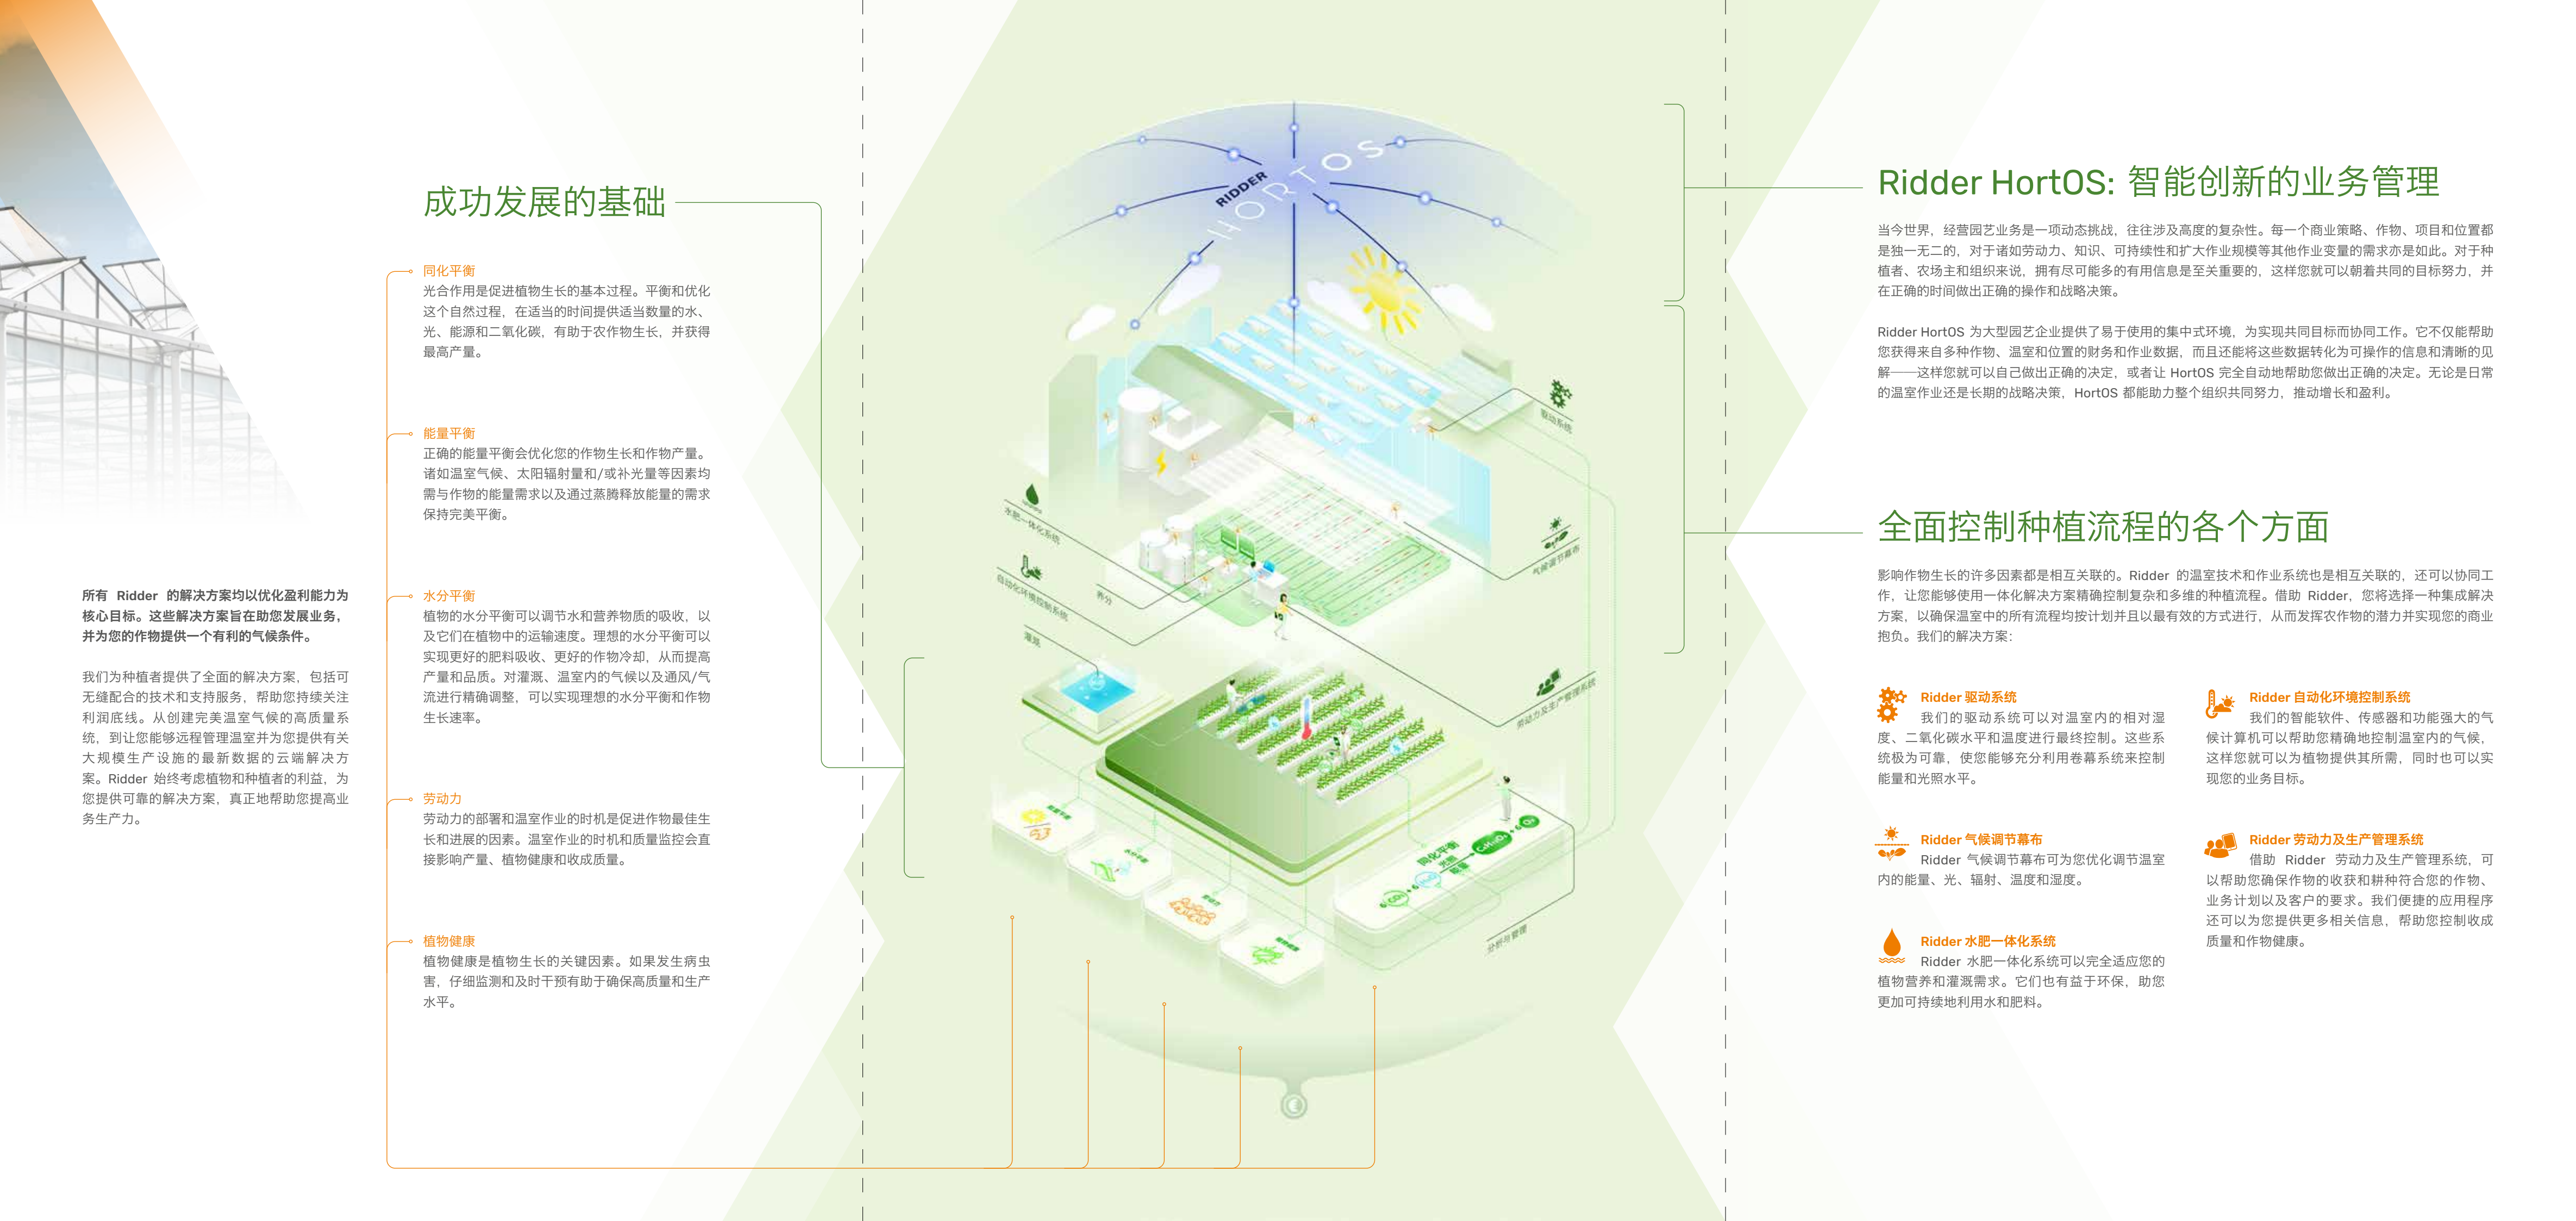 所有 Ridder 的解决方案均以优化盈利能力为
核心目标。这些解决方案旨在助您发展业务，
并为您的作物提供一个有利的气候条件。
我们为种植者提供了全面的解决方案，包括可
无缝配合的技术和支持服务，帮助您持续关注
利润底线。从创建完美温室气候的高质量系
统，到让您能够远程管理温室并为您提供有关
大规模生产设施的最新数据的云端解决方
案。Ridder 始终考虑植物和种植者的利益，为
您提供可靠的解决方案，真正地帮助您提高业
务生产力。
成功发展的基础
同化平衡
光合作用是促进植物生长的基本过程。平衡和优化
这个自然过程，在适当的时间提供适当数量的水、
光、能源和二氧化碳，有助于农作物生长，并获得
最高产量。
能量平衡
正确的能量平衡会优化您的作物生长和作物产量。
诸如温室气候、太阳辐射量和/或补光量等因素均
需与作物的能量需求以及通过蒸腾释放能量的需求
保持完美平衡。
水分平衡
植物的水分平衡可以调节水和营养物质的吸收，以
及它们在植物中的运输速度。理想的水分平衡可以
实现更好的肥料吸收、更好的作物冷却，从而提高
产量和品质。对灌溉、温室内的气候以及通风/气
流进行精确调整，可以实现理想的水分平衡和作物
生长速率。
劳动力
劳动力的部署和温室作业的时机是促进作物最佳生
长和进展的因素。温室作业的时机和质量监控会直
接影响产量、植物健康和收成质量。
植物健康
植物健康是植物生长的关键因素。如果发生病虫
害，仔细监测和及时干预有助于确保高质量和生产
水平。
RIDDER
HORTOS
驱动系统
水肥一体化系统
气候调节幕布
自动化环境控制系统
养分
灌溉
劳动力及生产管理系统
能量平衡
水分平衡
劳动力
植物健康
同化平衡
光照
能量
6 CO₂ + 6 H₂O → C₆H₁₂O₆ + 6 O₂
分析与管理
Ridder HortOS: 智能创新的业务管理
当今世界，经营园艺业务是一项动态挑战，往往涉及高度的复杂性。每一个商业策略、作物、项目和位置都
是独一无二的，对于诸如劳动力、知识、可持续性和扩大作业规模等其他作业变量的需求亦是如此。对于种
植者、农场主和组织来说，拥有尽可能多的有用信息是至关重要的，这样您就可以朝着共同的目标努力，并
在正确的时间做出正确的操作和战略决策。
Ridder HortOS 为大型园艺企业提供了易于使用的集中式环境，为实现共同目标而协同工作。它不仅能帮助
您获得来自多种作物、温室和位置的财务和作业数据，而且还能将这些数据转化为可操作的信息和清晰的见
解——这样您就可以自己做出正确的决定，或者让 HortOS 完全自动地帮助您做出正确的决定。无论是日常
的温室作业还是长期的战略决策，HortOS 都能助力整个组织共同努力，推动增长和盈利。
全面控制种植流程的各个方面
影响作物生长的许多因素都是相互关联的。Ridder 的温室技术和作业系统也是相互关联的，还可以协同工
作，让您能够使用一体化解决方案精确控制复杂和多维的种植流程。借助 Ridder，您将选择一种集成解决
方案，以确保温室中的所有流程均按计划并且以最有效的方式进行，从而发挥农作物的潜力并实现您的商业
抱负。我们的解决方案：
Ridder 驱动系统
我们的驱动系统可以对温室内的相对湿
度、二氧化碳水平和温度进行最终控制。这些系
统极为可靠，使您能够充分利用卷幕系统来控制
能量和光照水平。
Ridder 气候调节幕布
Ridder 气候调节幕布可为您优化调节温室
内的能量、光、辐射、温度和湿度。
Ridder 水肥一体化系统
Ridder 水肥一体化系统可以完全适应您的
植物营养和灌溉需求。它们也有益于环保，助您
更加可持续地利用水和肥料。
Ridder 自动化环境控制系统
我们的智能软件、传感器和功能强大的气
候计算机可以帮助您精确地控制温室内的气候，
这样您就可以为植物提供其所需，同时也可以实
现您的业务目标。
Ridder 劳动力及生产管理系统
借助 Ridder 劳动力及生产管理系统，可
以帮助您确保作物的收获和耕种符合您的作物、
业务计划以及客户的要求。我们便捷的应用程序
还可以为您提供更多相关信息，帮助您控制收成
质量和作物健康。